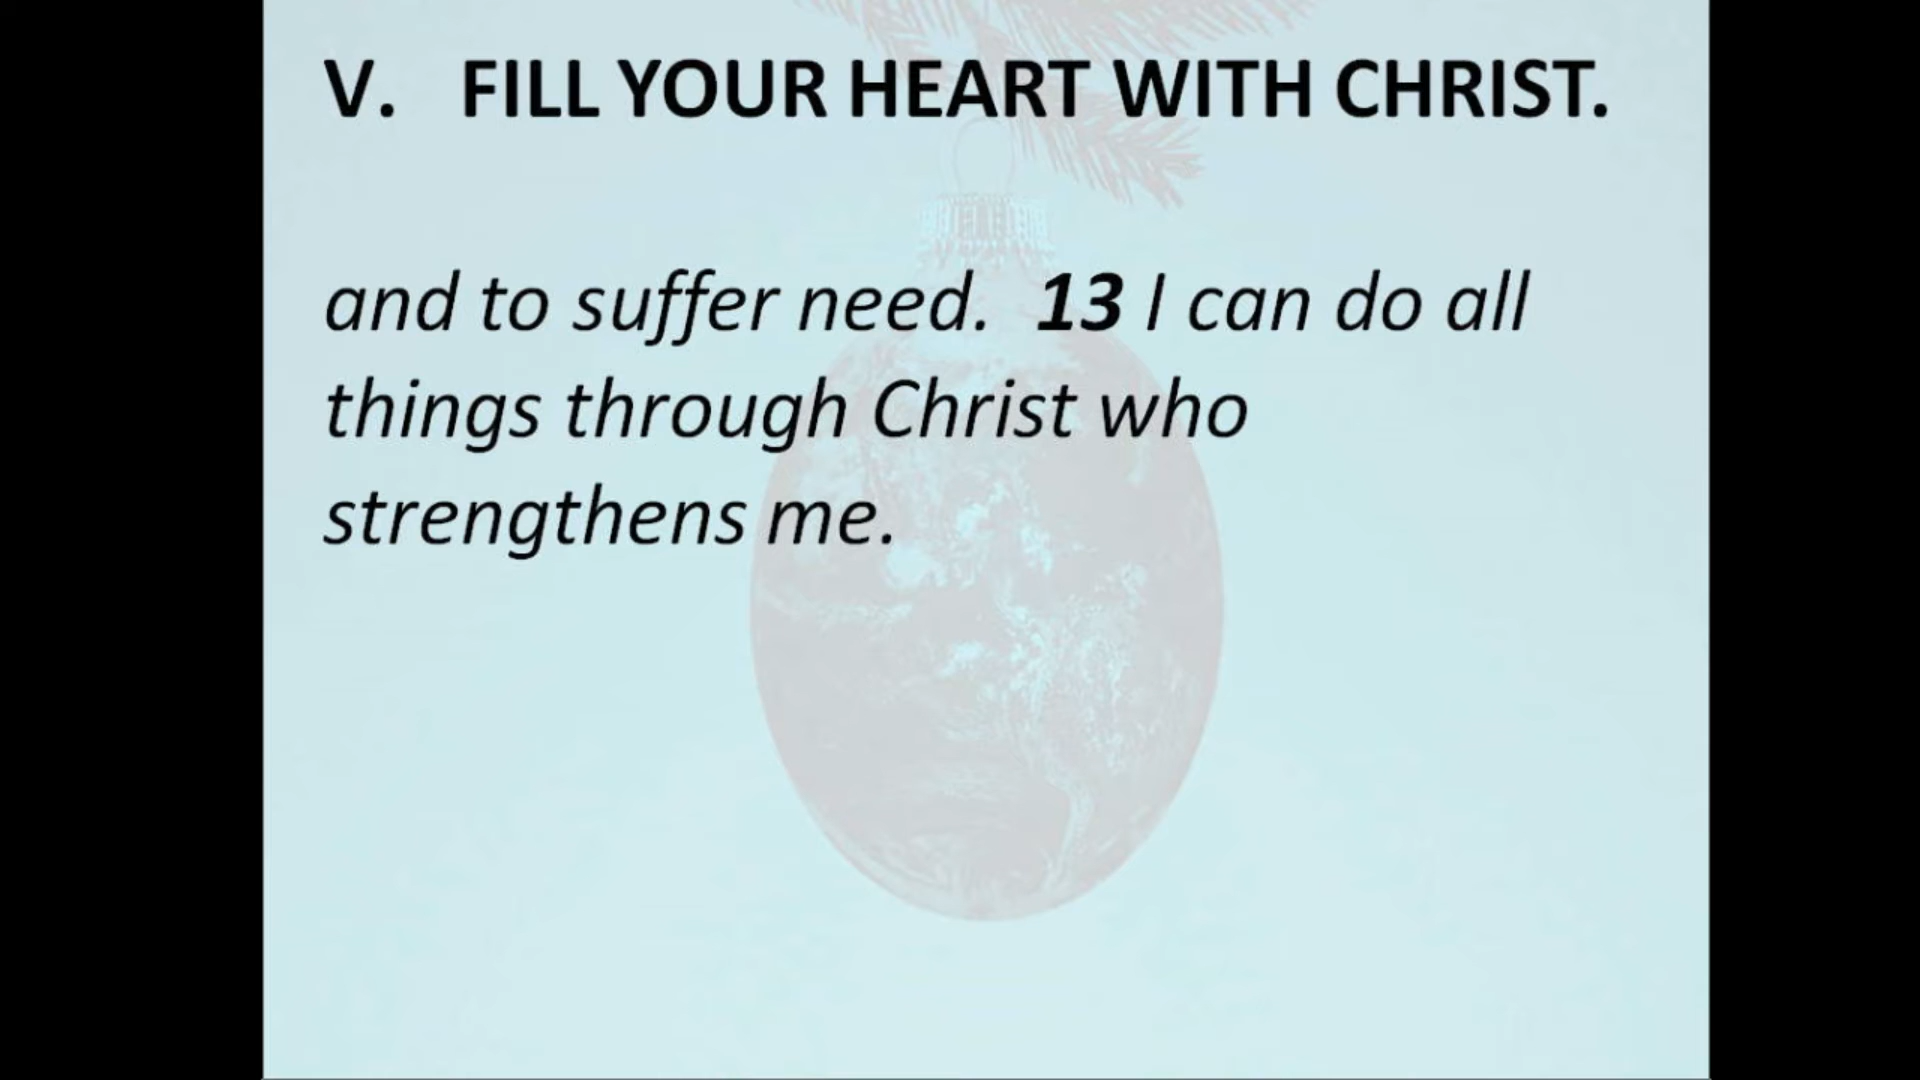 V. FILL YOUR HEART WITH CHRIST.
and to suffer need. 13 I can do all
things through Christ who
strengthens me.